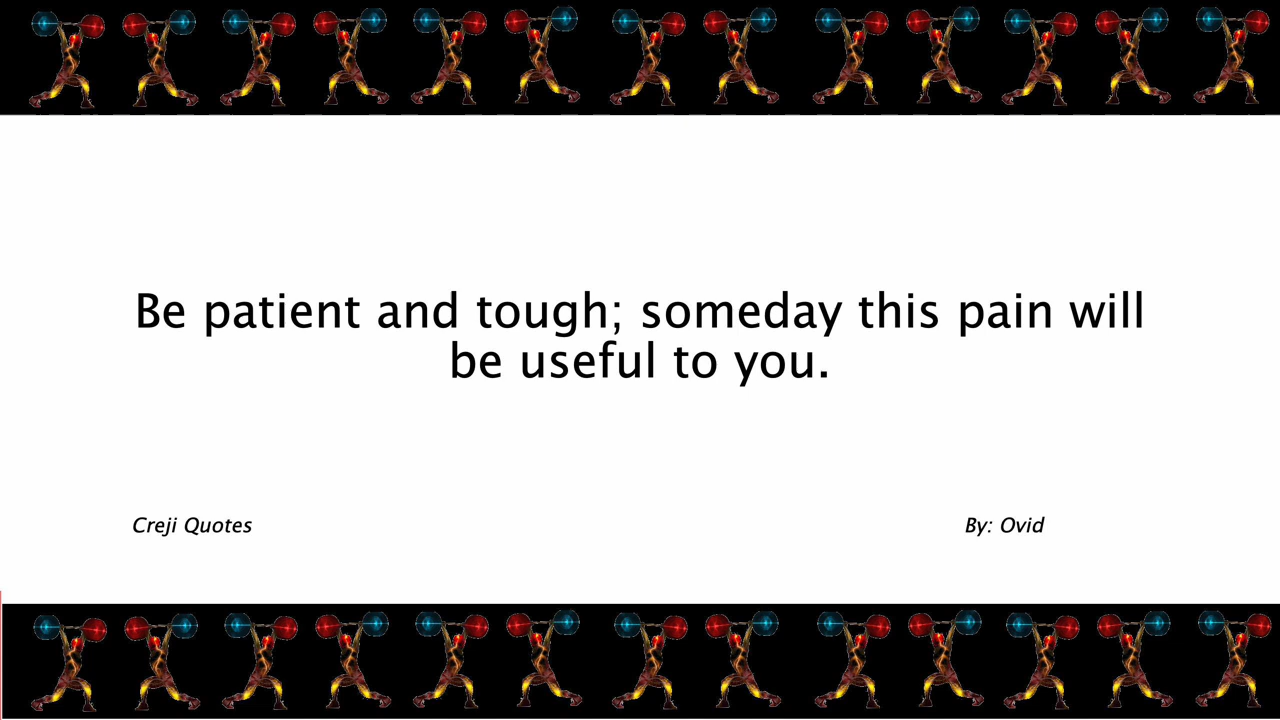 Be patient and tough; someday this pain will
be useful to you.
Creji Quotes
By: Ovid